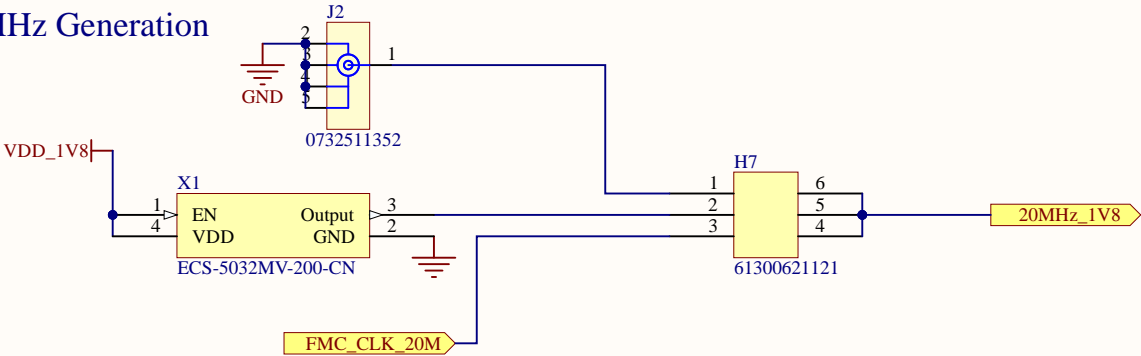 MHz Generation
J2
2
3
4
5
1
GND
0732511352
VDD_1V8
X1
1 EN Output 3
4 VDD GND 2
ECS-5032MV-200-CN
H7
1 6
2 5
3 4
61300621121
20MHz_1V8
FMC_CLK_20M